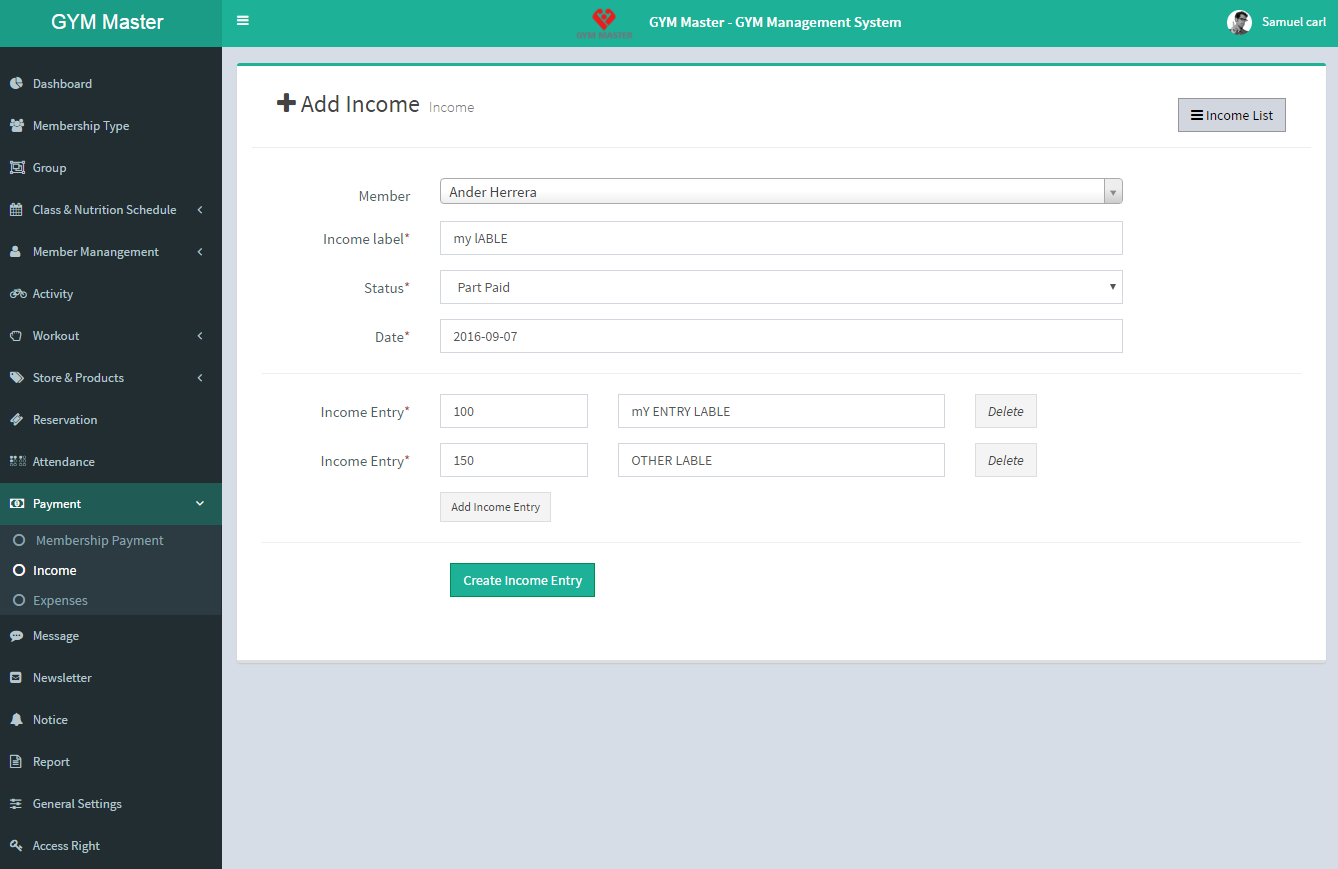 GYM Master
GYM MASTER
GYM Master - GYM Management System
Samuel carl
Dashboard
Membership Type
Group
Class & Nutrition Schedule
Member Manangement
Activity
Workout
Store & Products
Reservation
Attendance
Payment
Membership Payment
Income
Expenses
Message
Newsletter
Notice
Report
General Settings
Access Right
Add Income Income
Income List
Member Ander Herrera
Income label* my lABLE
Status* Part Paid
Date* 2016-09-07
Income Entry* 100 mY ENTRY LABLE Delete
Income Entry* 150 OTHER LABLE Delete
Add Income Entry
Create Income Entry